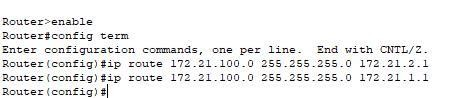 Router>enable
Router#config term
Enter configuration commands, one per line.  End with CNTL/Z.
Router(config)#ip route 172.21.100.0 255.255.255.0 172.21.2.1
Router(config)#ip route 172.21.100.0 255.255.255.0 172.21.1.1
Router(config)#